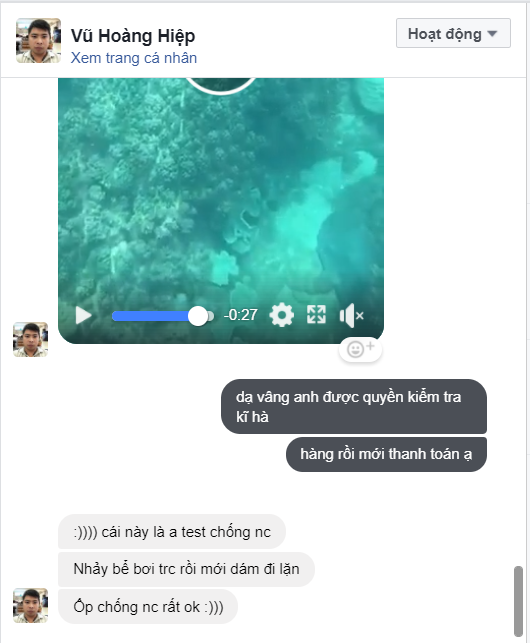 Vũ Hoàng Hiệp
Xem trang cá nhân
Hoạt động
-0:27
dạ vâng anh được quyền kiểm tra
kĩ hà
hàng rồi mới thanh toán ạ
:)))) cái này là a test chống nc
Nhảy bể bơi trc rồi mới dám đi lặn
Ốp chống nc rất ok :)))